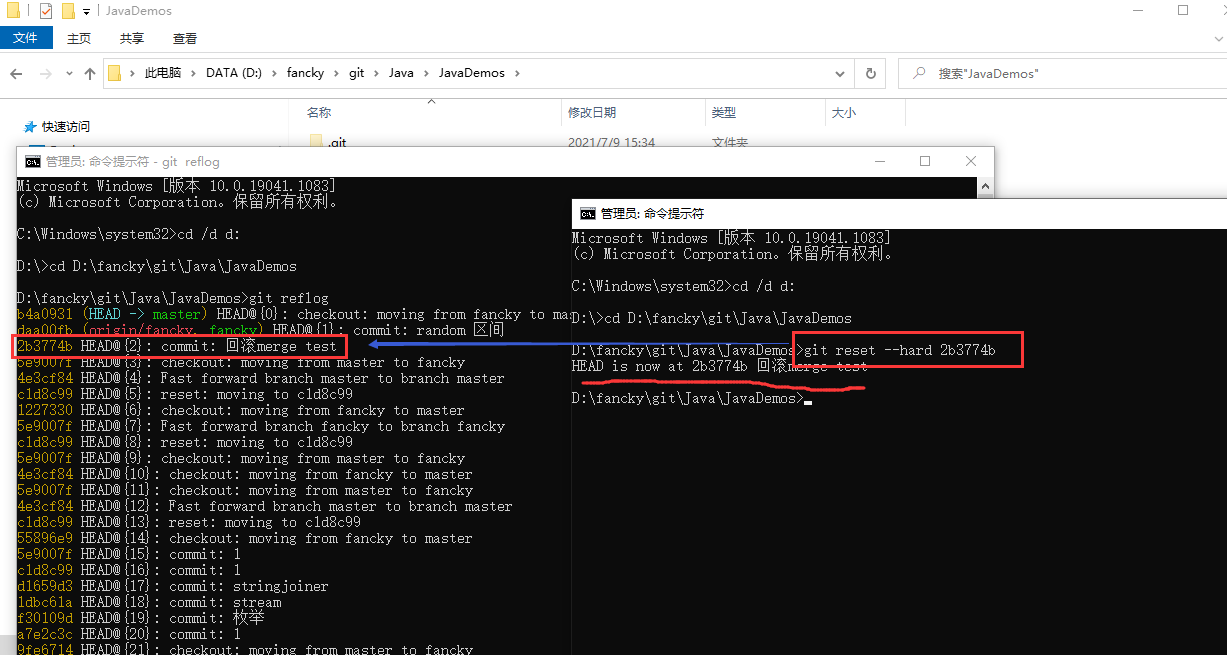 JavaDemos
文件 主页 共享 查看
此电脑 DATA (D:) fancky git Java JavaDemos
搜索"JavaDemos"
名称 修改日期 类型 大小
快速访问
.git 2021/7/9 15:34 文件夹
管理员: 命令提示符 - git reflog
Microsoft Windows [版本 10.0.19041.1083]
(c) Microsoft Corporation。保留所有权利。
C:\Windows\system32>cd /d d:
D:\>cd D:\fancky\git\Java\JavaDemos
D:\fancky\git\Java\JavaDemos>git reflog
b4a0931 (HEAD -> master) HEAD@{0}: checkout: moving from fancky to mas
daa00fb (origin/fancky, fancky) HEAD@{1}: commit: random 区间
2b3774b HEAD@{2}: commit: 回滚merge test
5e9007f HEAD@{3}: checkout: moving from master to fancky
4e3cf84 HEAD@{4}: Fast forward branch master to branch master
c1d8c99 HEAD@{5}: reset: moving to c1d8c99
1227330 HEAD@{6}: checkout: moving from fancky to master
5e9007f HEAD@{7}: Fast forward branch fancky to branch fancky
c1d8c99 HEAD@{8}: reset: moving to c1d8c99
5e9007f HEAD@{9}: checkout: moving from master to fancky
4e3cf84 HEAD@{10}: checkout: moving from fancky to master
5e9007f HEAD@{11}: checkout: moving from master to fancky
4e3cf84 HEAD@{12}: Fast forward branch master to branch master
c1d8c99 HEAD@{13}: reset: moving to c1d8c99
55896e9 HEAD@{14}: checkout: moving from fancky to master
5e9007f HEAD@{15}: commit: 1
c1d8c99 HEAD@{16}: commit: 1
d1659d3 HEAD@{17}: commit: stringjoiner
1dbc61a HEAD@{18}: commit: stream
f30109d HEAD@{19}: commit: 枚举
a7e2c3c HEAD@{20}: commit: 1
9fe6714 HEAD@{21}: checkout: moving from master to fancky
管理员: 命令提示符
Microsoft Windows [版本 10.0.19041.1083]
(c) Microsoft Corporation。保留所有权利。
C:\Windows\system32>cd /d d:
D:\>cd D:\fancky\git\Java\JavaDemos
D:\fancky\git\Java\JavaDemos>git reset --hard 2b3774b
HEAD is now at 2b3774b 回滚merge test
D:\fancky\git\Java\JavaDemos>